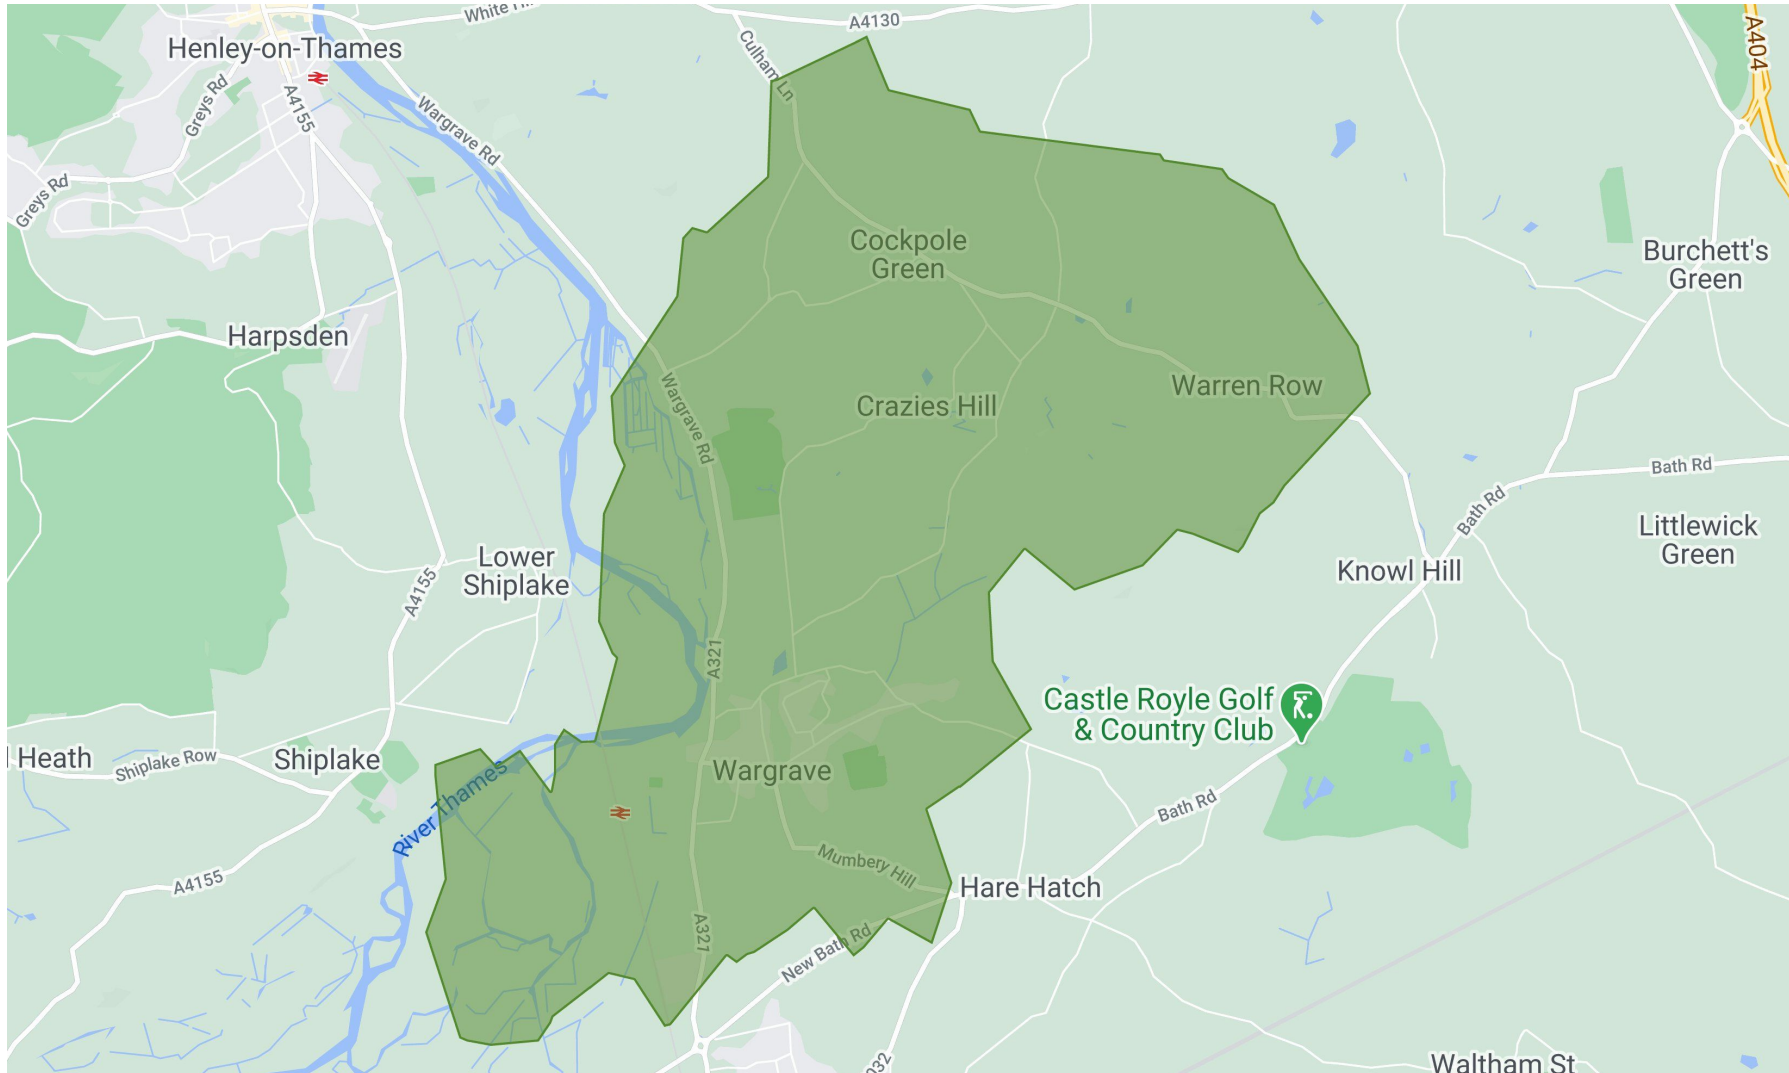 White Hil
A4130
A404
Henley-on-Thames
Culham Ln
Greys Rd
A4155
Wargrave Rd
Greys Rd
Cockpole
Green
Burchett's
Green
Harpsden
Wargrave Rd
Warren Row
Crazies Hill
Bath Rd
Bath Rd
Littlewick
Green
Lower
Shiplake
Knowl Hill
A4155
A321
Castle Royle Golf
& Country Club
l Heath
Shiplake Row
Shiplake
Wargrave
River Thames
Bath Rd
Mumbery Hill
A4155
Hare Hatch
A321
New Bath Rd
032
Waltham St